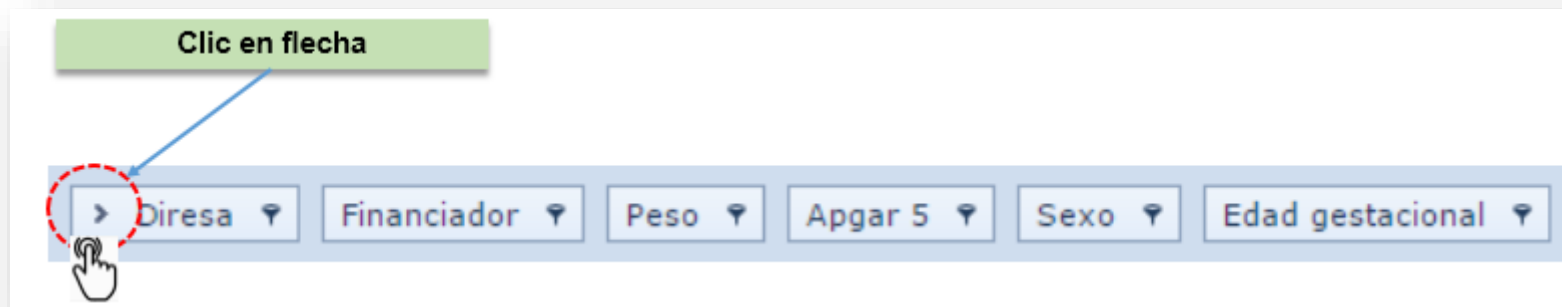 Clic en flecha
Diresa Financiador Peso Apgar 5 Sexo Edad gestacional